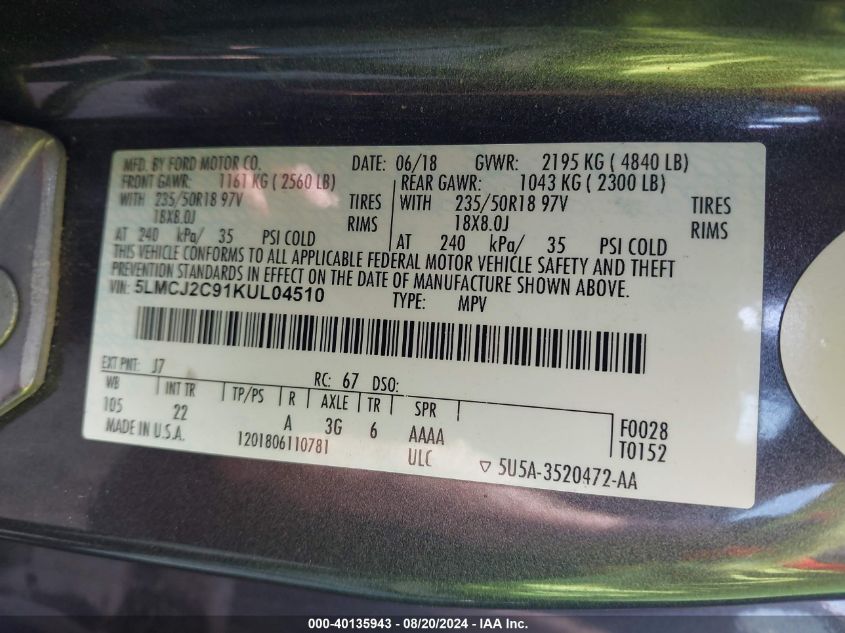 MFD. BY FORD MOTOR CO. DATE: 06/18 GVWR: 2195 KG ( 4840 LB)
FRONT GAWR: 1161 KG ( 2560 LB) REAR GAWR: 1043 KG ( 2300 LB)
WITH 235/50R18 97V TIRES WITH 235/50R18 97V TIRES
18X8.0J RIMS 18X8.0J RIMS
AT 240 kPa/ 35 PSI COLD AT 240 kPa/ 35 PSI COLD
THIS VEHICLE CONFORMS TO ALL APPLICABLE FEDERAL MOTOR VEHICLE SAFETY AND THEFT
PREVENTION STANDARDS IN EFFECT ON THE DATE OF MANUFACTURE SHOWN ABOVE.
VIN: 5LMCJ2C91KUL04510 TYPE: MPV
EXT PNT: J7 RC: 67 DSO:
WB INT TR TP/PS R AXLE TR SPR
105 22 A 3G 6 AAAA F0028
MADE IN U.S.A. 1201806110781 ULC T0152
5U5A-3520472-AA
000-40135943 - 08/20/2024 - IAAI.com. Copyright IAA, LLC.